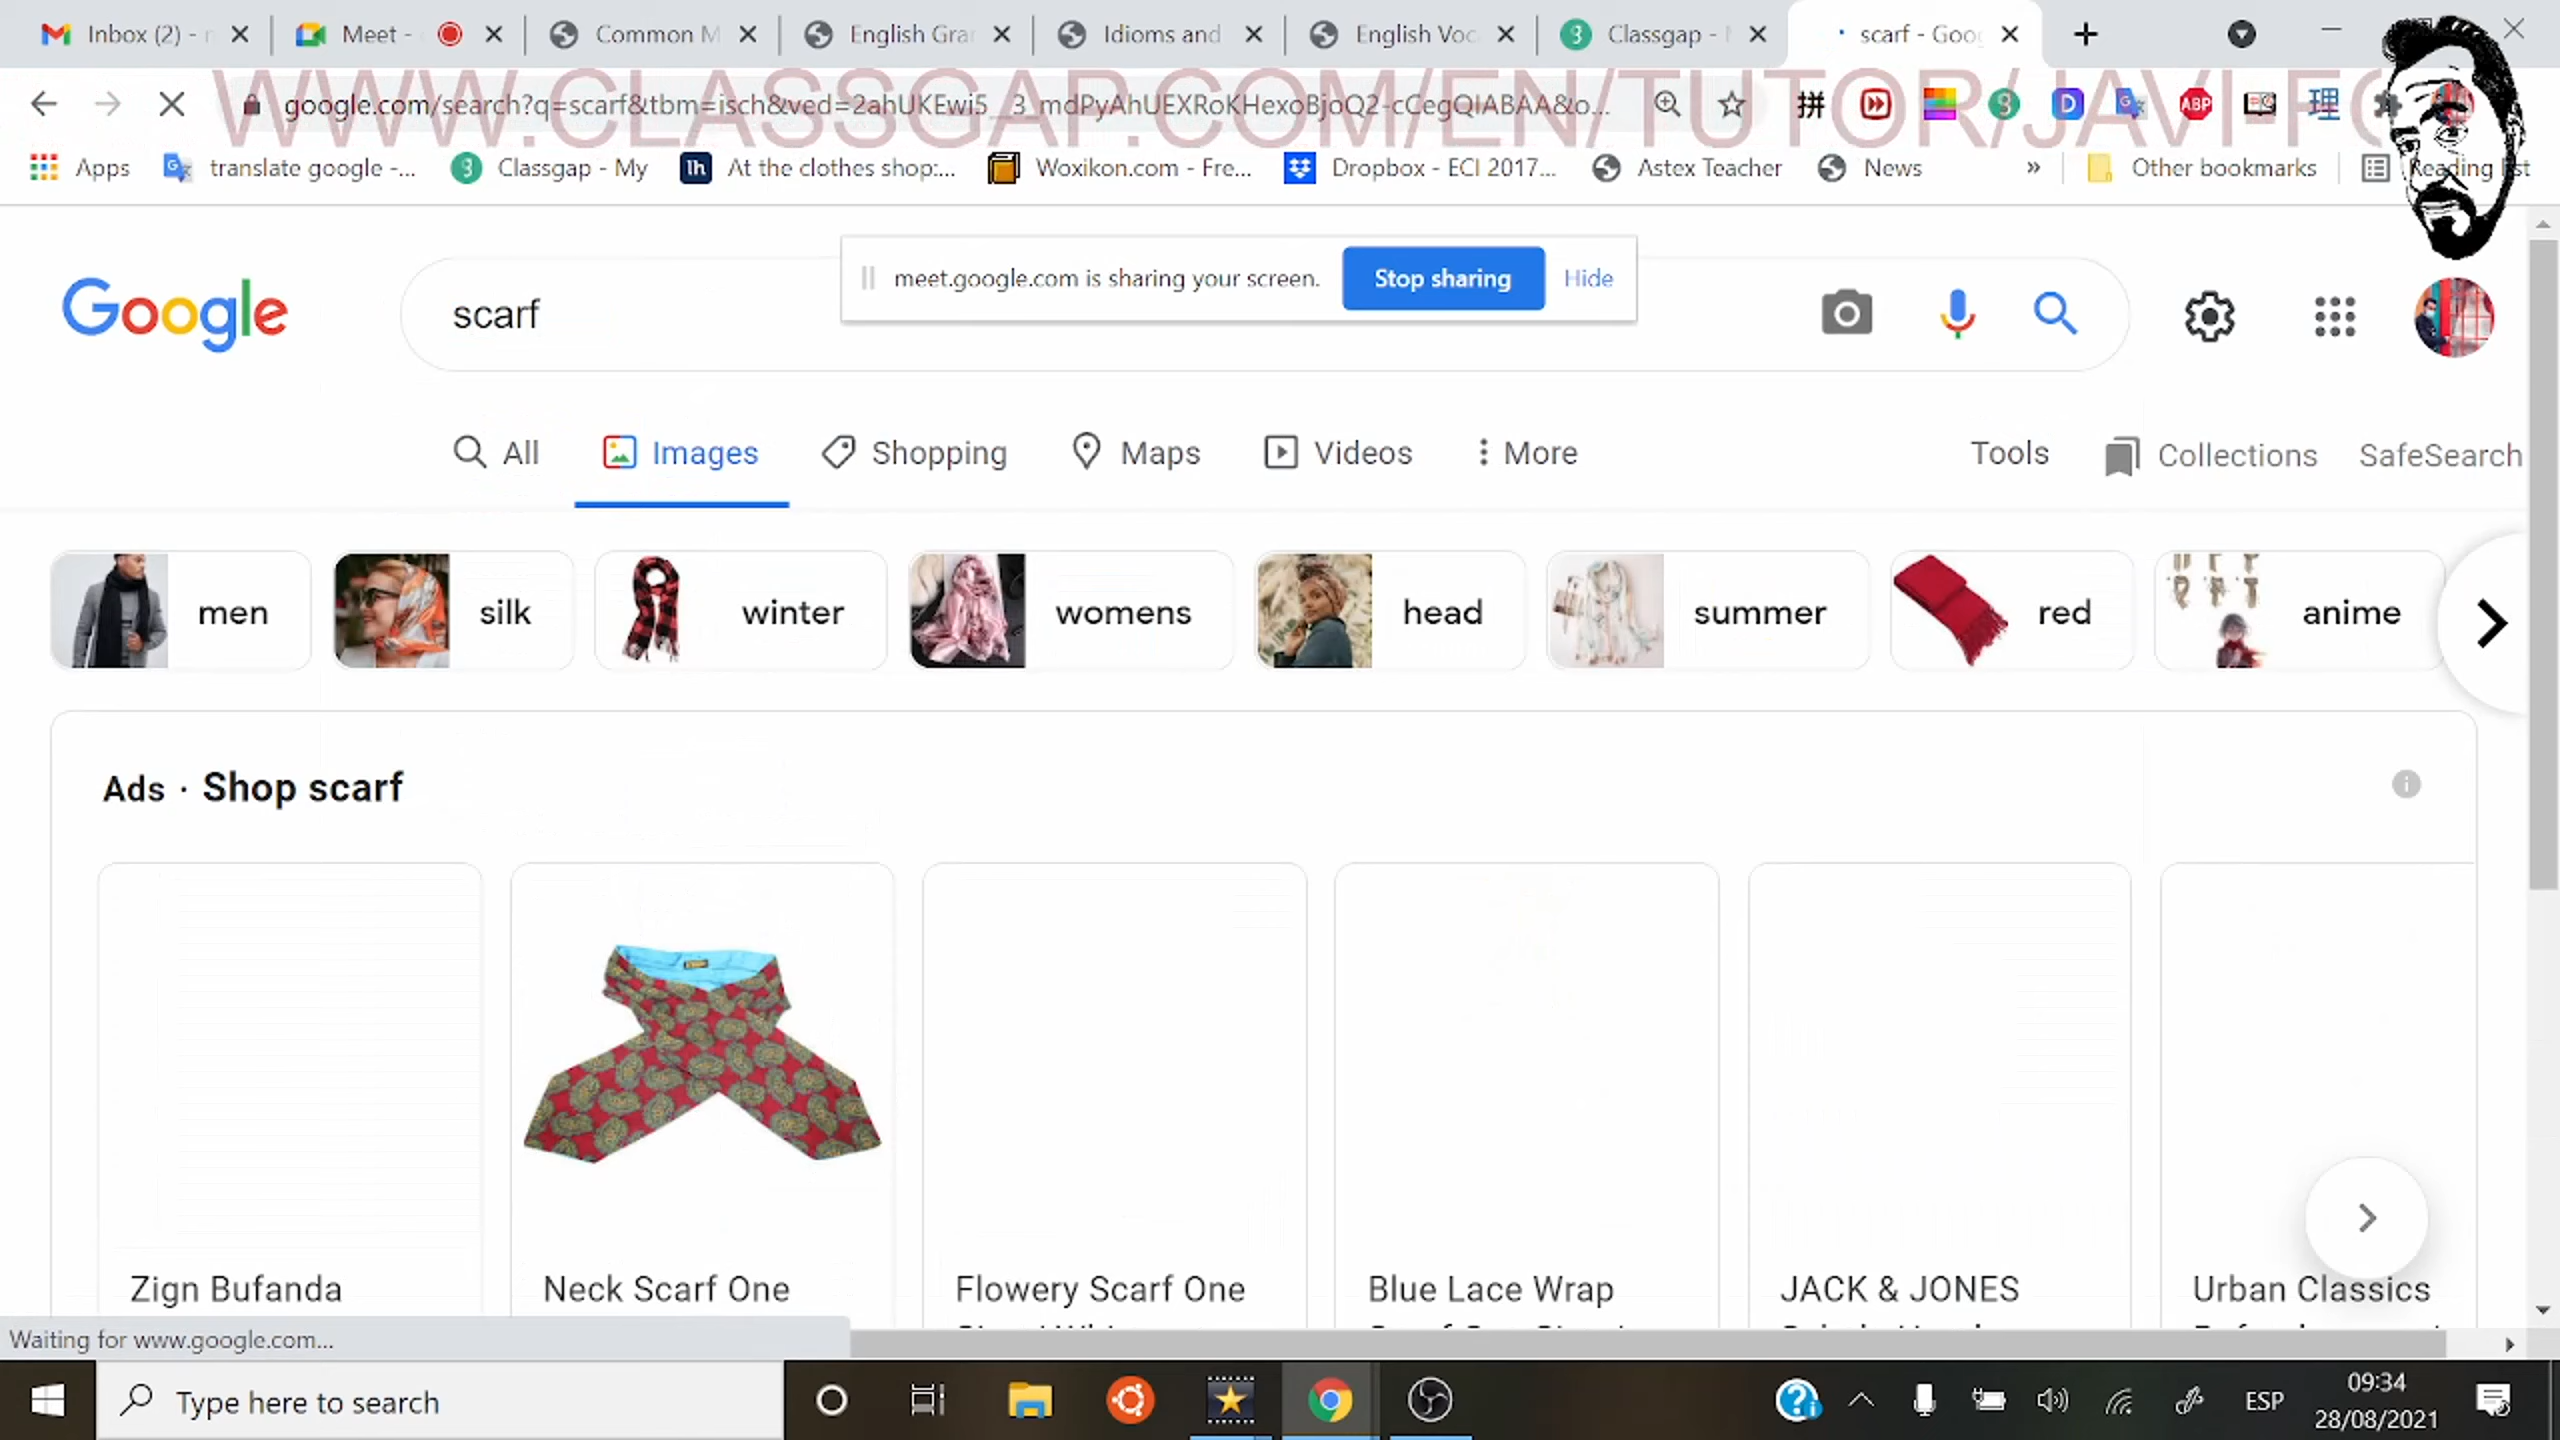 Inbox (2) -
Meet -
Common M
English Gra
Idioms and
English Voc
Classgap -
scarf - Goo
WWW.CLASSGAP.COM/EN/TUTOR/JAVI-FO
google.com/search?q=scarf&tbm=isch&ved=2ahUKEwi5_3_mdPyAhUEXRoKHexoBjoQ2-cCegQIABAA&o...
Apps
translate google -...
Classgap - My
At the clothes shop:...
Woxikon.com - Fre...
Dropbox - ECI 2017...
Astex Teacher
News
»
Other bookmarks
Reading list
meet.google.com is sharing your screen.
Stop sharing
Hide
Google
scarf
All
Images
Shopping
Maps
Videos
More
Tools
Collections
SafeSearch
men
silk
winter
womens
head
summer
red
anime
Ads · Shop scarf
Zign Bufanda
Neck Scarf One
Flowery Scarf One
Blue Lace Wrap
JACK & JONES
Urban Classics
Waiting for www.google.com...
Type here to search
ESP
09:34
28/08/2021